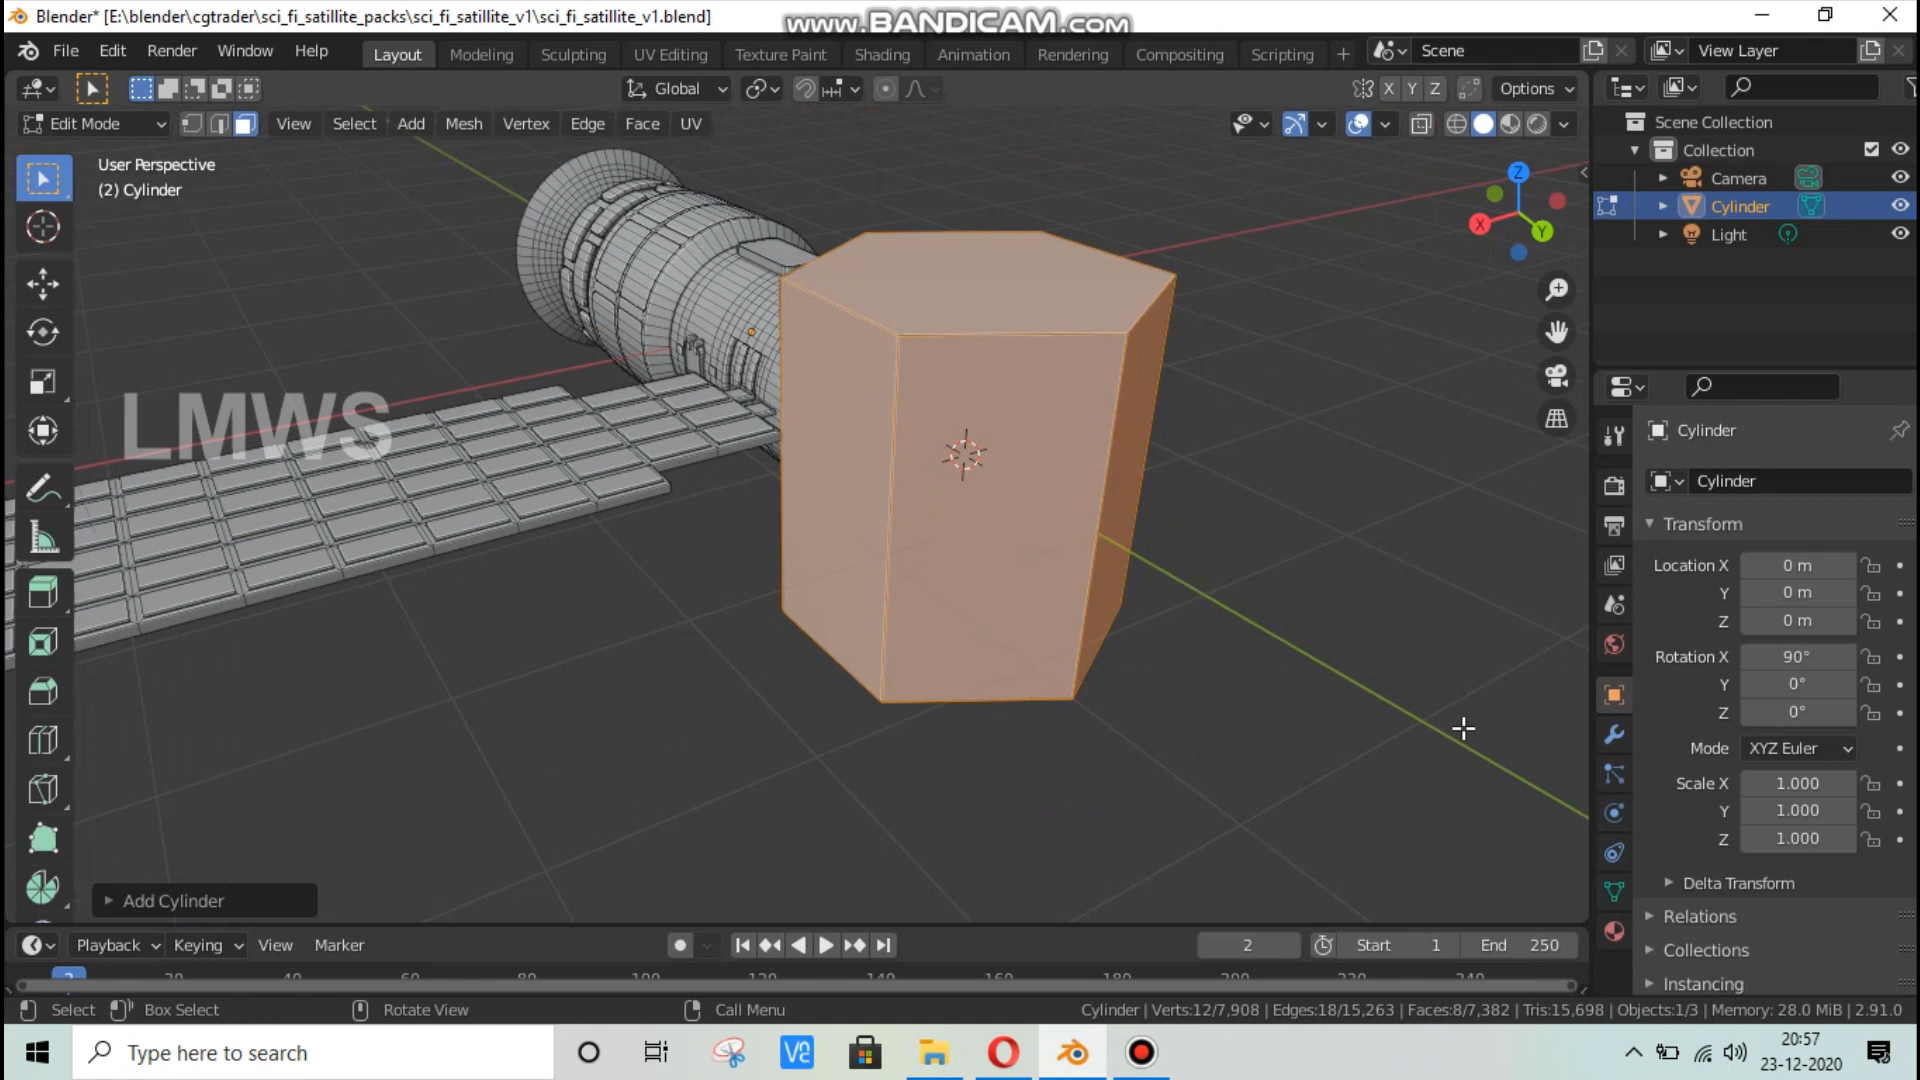 Blender* [E:\blender\cgtrader\sci_fi_satillite_packs\sci_fi_satillite_v1\sci_fi_satillite_v1.blend]
www.BANDICAM.com
File Edit Render Window Help
Layout Modeling Sculpting UV Editing Texture Paint Shading Animation Rendering Compositing Scripting +
Scene
View Layer
Global
X Y Z
Options
Edit Mode
View Select Add Mesh Vertex Edge Face UV
User Perspective
(2) Cylinder
Z
X
Y
LMWS
Scene Collection
Collection
Camera
Cylinder
Light
Cylinder
Cylinder
Transform
Location X 0 m
Y 0 m
Z 0 m
Rotation X 90°
Y 0°
Z 0°
Mode XYZ Euler
Scale X 1.000
Y 1.000
Z 1.000
Delta Transform
Relations
Collections
Instancing
Add Cylinder
Playback Keying View Marker
2
Start 1
End 250
Select Box Select Rotate View Call Menu
Cylinder | Verts:12/7,908 | Edges:18/15,263 | Faces:8/7,382 | Tris:15,698 | Objects:1/3 | Memory: 28.0 MiB | 2.91.0
Type here to search
20:57
23-12-2020